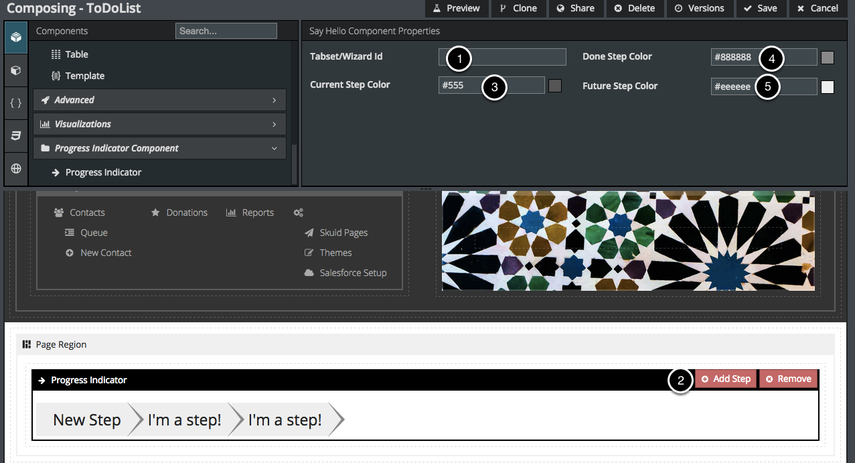 Composing - ToDoList
Preview Clone Share Delete Versions Save Cancel
Components Search...
Table
Template
Advanced
Visualizations
Progress Indicator Component
Progress Indicator
Say Hello Component Properties
Tabset/Wizard Id 1 Done Step Color #888888 4
Current Step Color #555 3 Future Step Color #eeeeee 5
Contacts Donations Reports
Queue Skuid Pages
New Contact Themes
Salesforce Setup
Page Region
Progress Indicator 2 Add Step Remove
New Step I'm a step! I'm a step!